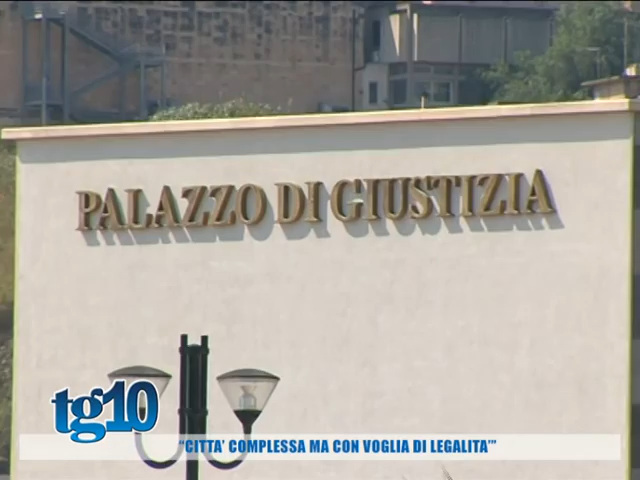 PALAZZO DI GIUSTIZIA
tg10
“CITTA' COMPLESSA MA CON VOGLIA DI LEGALITA'”